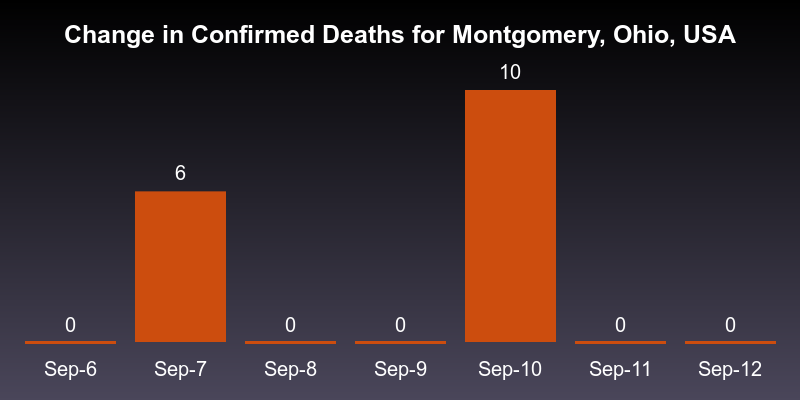 Change in Confirmed Deaths for Montgomery, Ohio, USA
10
6
0 0 0 0 0
Sep-6 Sep-7 Sep-8 Sep-9 Sep-10 Sep-11 Sep-12